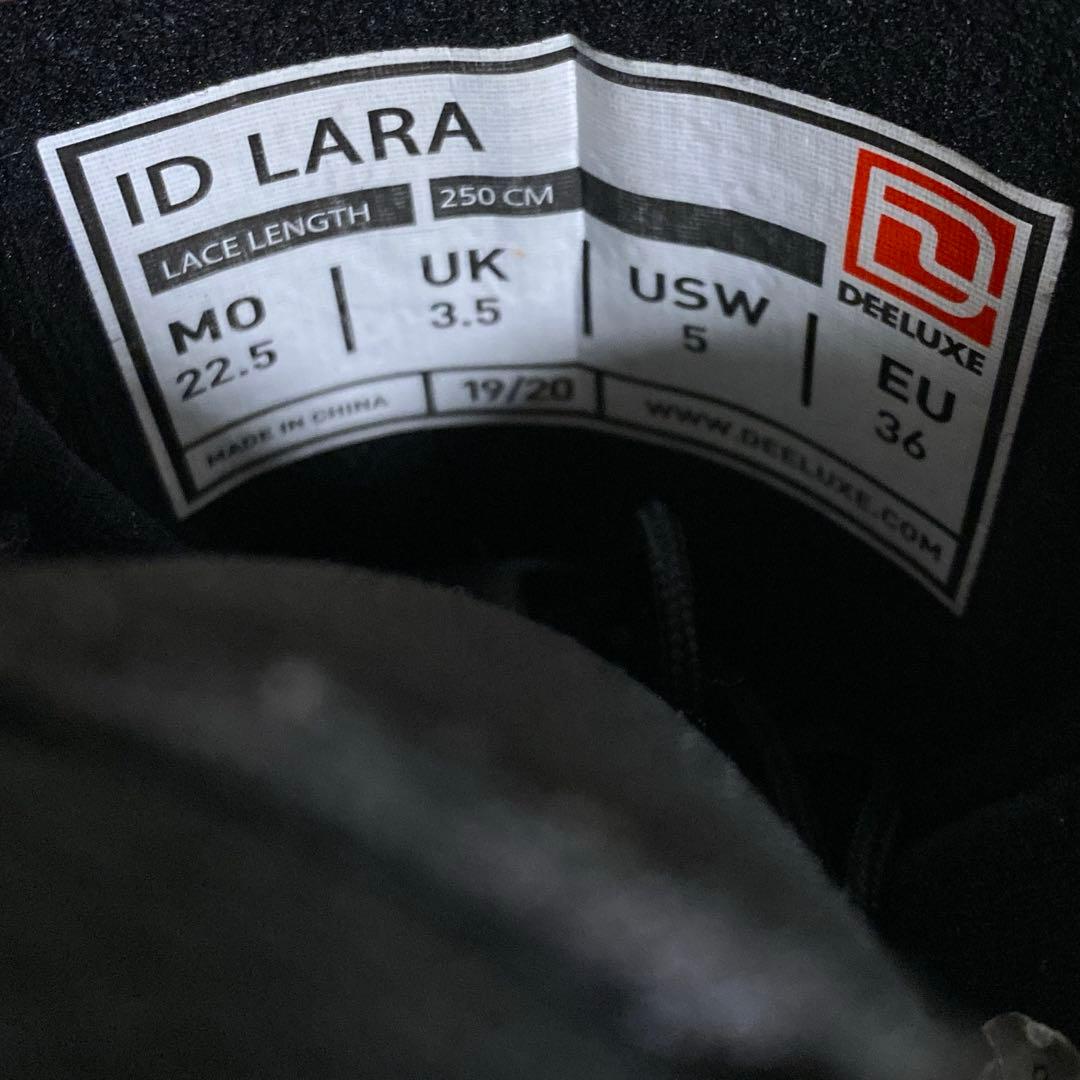 ID LARA
LACE LENGTH 250 CM
MO UK USW EU
22.5 3.5 5 36
DEELUXE
MADE IN CHINA 19/20 WWW.DEELUXE.COM